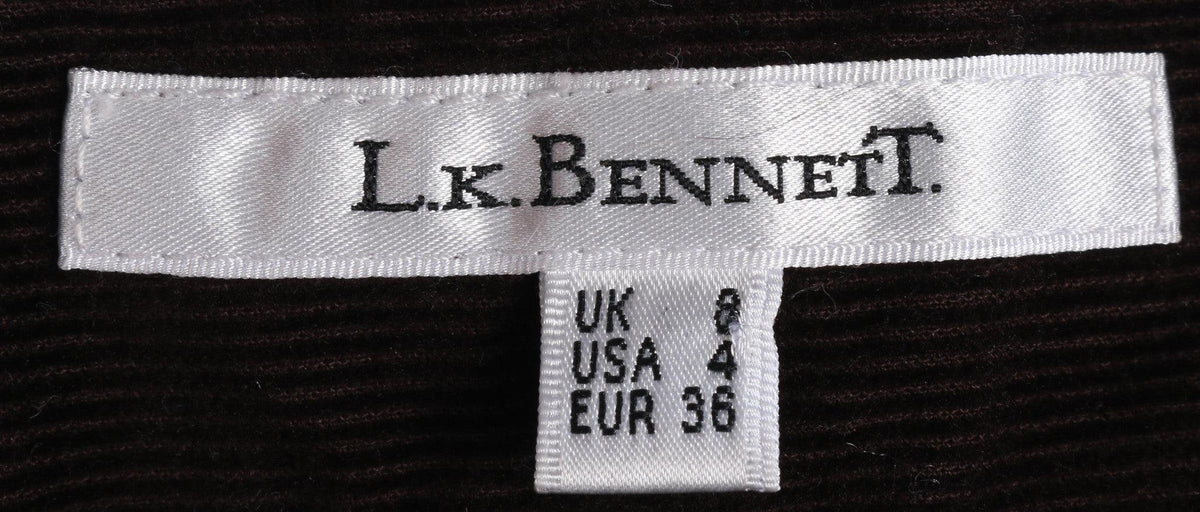 L.K. BENNETT.
UK 8
USA 4
EUR 36